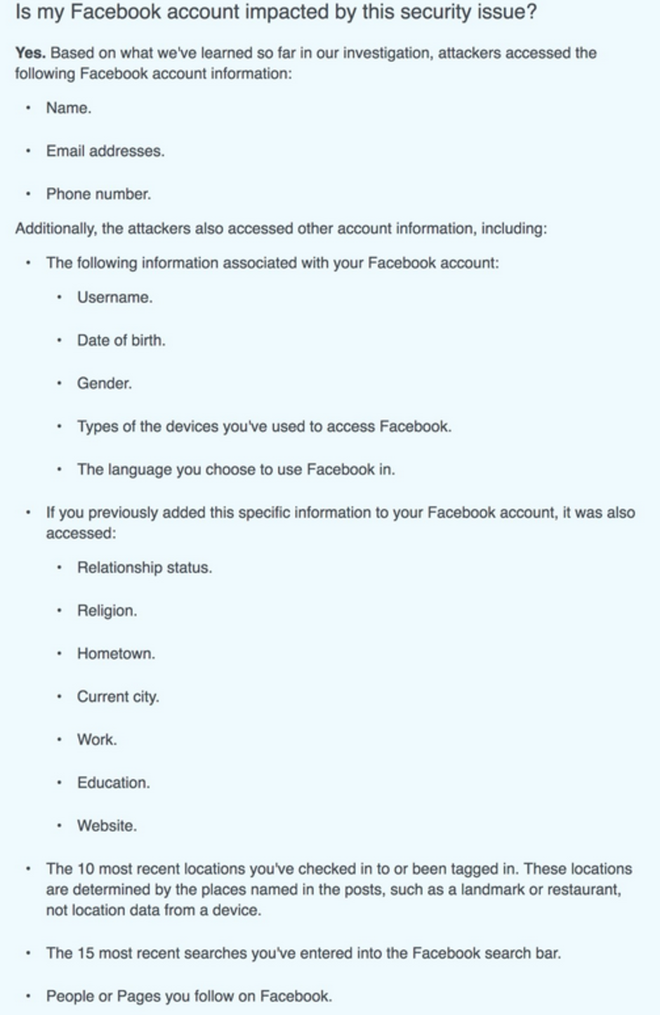 Is my Facebook account impacted by this security issue?
Yes. Based on what we've learned so far in our investigation, attackers accessed the
following Facebook account information:
• Name.
• Email addresses.
• Phone number.
Additionally, the attackers also accessed other account information, including:
• The following information associated with your Facebook account:
• Username.
• Date of birth.
• Gender.
• Types of the devices you've used to access Facebook.
• The language you choose to use Facebook in.
• If you previously added this specific information to your Facebook account, it was also
accessed:
• Relationship status.
• Religion.
• Hometown.
• Current city.
• Work.
• Education.
• Website.
• The 10 most recent locations you've checked in to or been tagged in. These locations
are determined by the places named in the posts, such as a landmark or restaurant,
not location data from a device.
• The 15 most recent searches you've entered into the Facebook search bar.
• People or Pages you follow on Facebook.